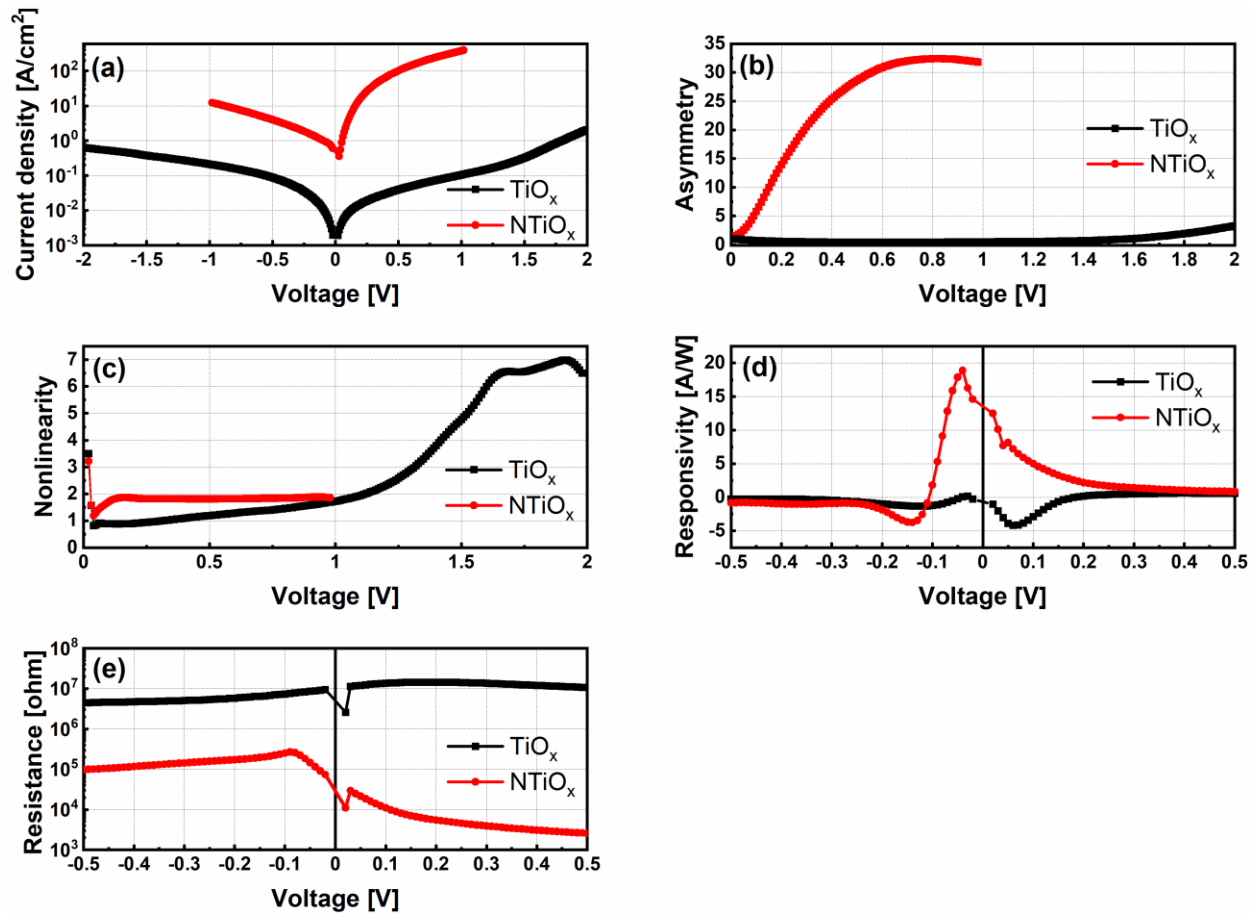 (a)
Current density [A/cm²]
10²
10¹
10⁰
10⁻¹
10⁻²
10⁻³
TiOₓ
NTiOₓ
-2 -1.5 -1 -0.5 0 0.5 1 1.5 2
Voltage [V]
(b)
Asymmetry
35
30
25
20
15
10
5
0
TiOₓ
NTiOₓ
0 0.2 0.4 0.6 0.8 1 1.2 1.4 1.6 1.8 2
Voltage [V]
(c)
Nonlinearity
7
6
5
4
3
2
1
0
TiOₓ
NTiOₓ
0 0.5 1 1.5 2
Voltage [V]
(d)
Responsivity [A/W]
20
15
10
5
0
-5
TiOₓ
NTiOₓ
-0.5 -0.4 -0.3 -0.2 -0.1 0 0.1 0.2 0.3 0.4 0.5
Voltage [V]
(e)
Resistance [ohm]
10⁸
10⁷
10⁶
10⁵
10⁴
10³
TiOₓ
NTiOₓ
-0.5 -0.4 -0.3 -0.2 -0.1 0 0.1 0.2 0.3 0.4 0.5
Voltage [V]